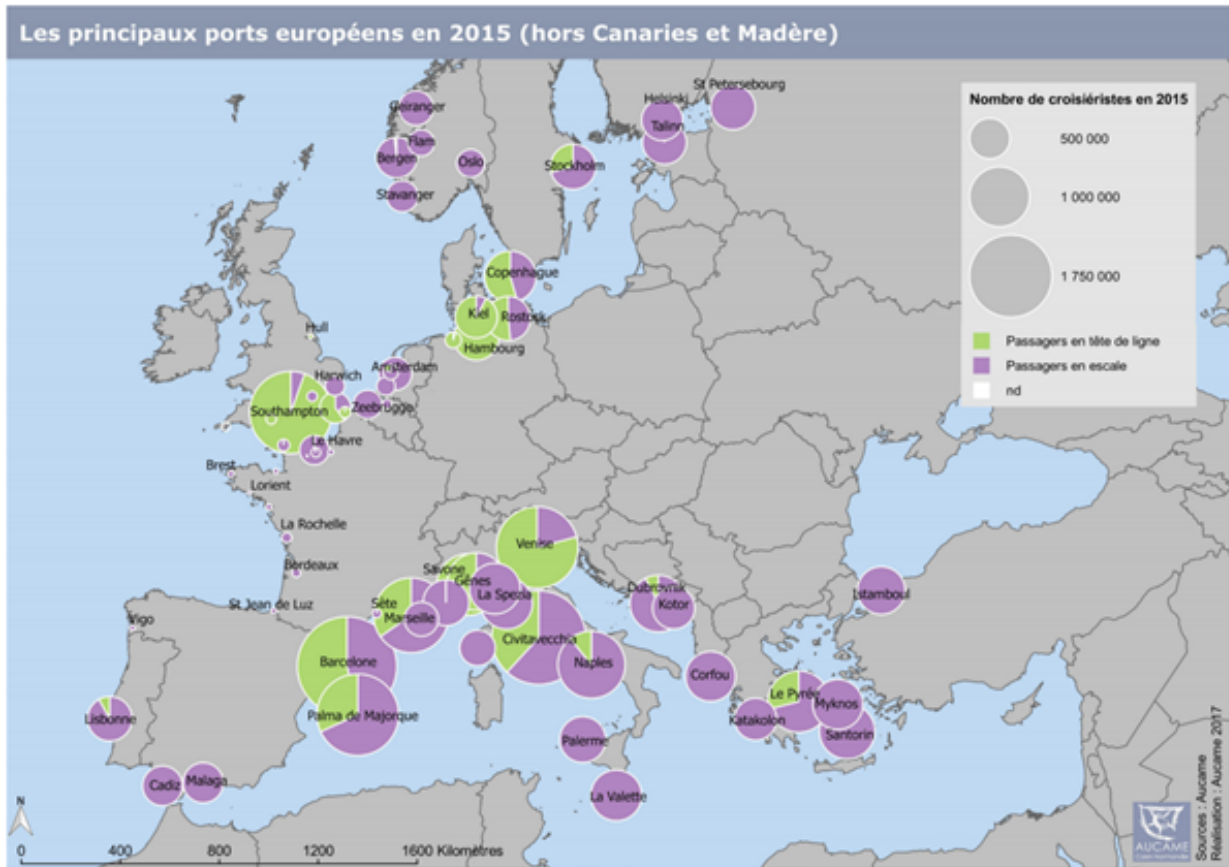 Les principaux ports européens en 2015 (hors Canaries et Madère)
St Petersebourg
Helsinki
Talinn
Geiranger
Flam
Bergen
Oslo
Stavanger
Stockholm
Nombre de croisiéristes en 2015
500 000
1 000 000
1 750 000
Passagers en tête de ligne
Passagers en escale
nd
Copenhague
Kiel
Rostock
Hambourg
Hull
Amsterdam
Harwich
Zeebrugge
Southampton
Le Havre
Brest
Lorient
La Rochelle
Bordeaux
St Jean de Luz
Vigo
Venise
Savone
Gênes
La Spezia
Sète
Marseille
Dubrovnik
Kotor
Istamboul
Civitavecchia
Naples
Barcelone
Palma de Majorque
Corfou
Le Pyrée
Myknos
Katakolon
Santorin
Lisbonne
Palerme
Cadiz
Malaga
La Valette
N
0 400 800 1200 1600 Kilomètres
Sources : Aucame
Réalisation : Aucame 2017
AUCAME